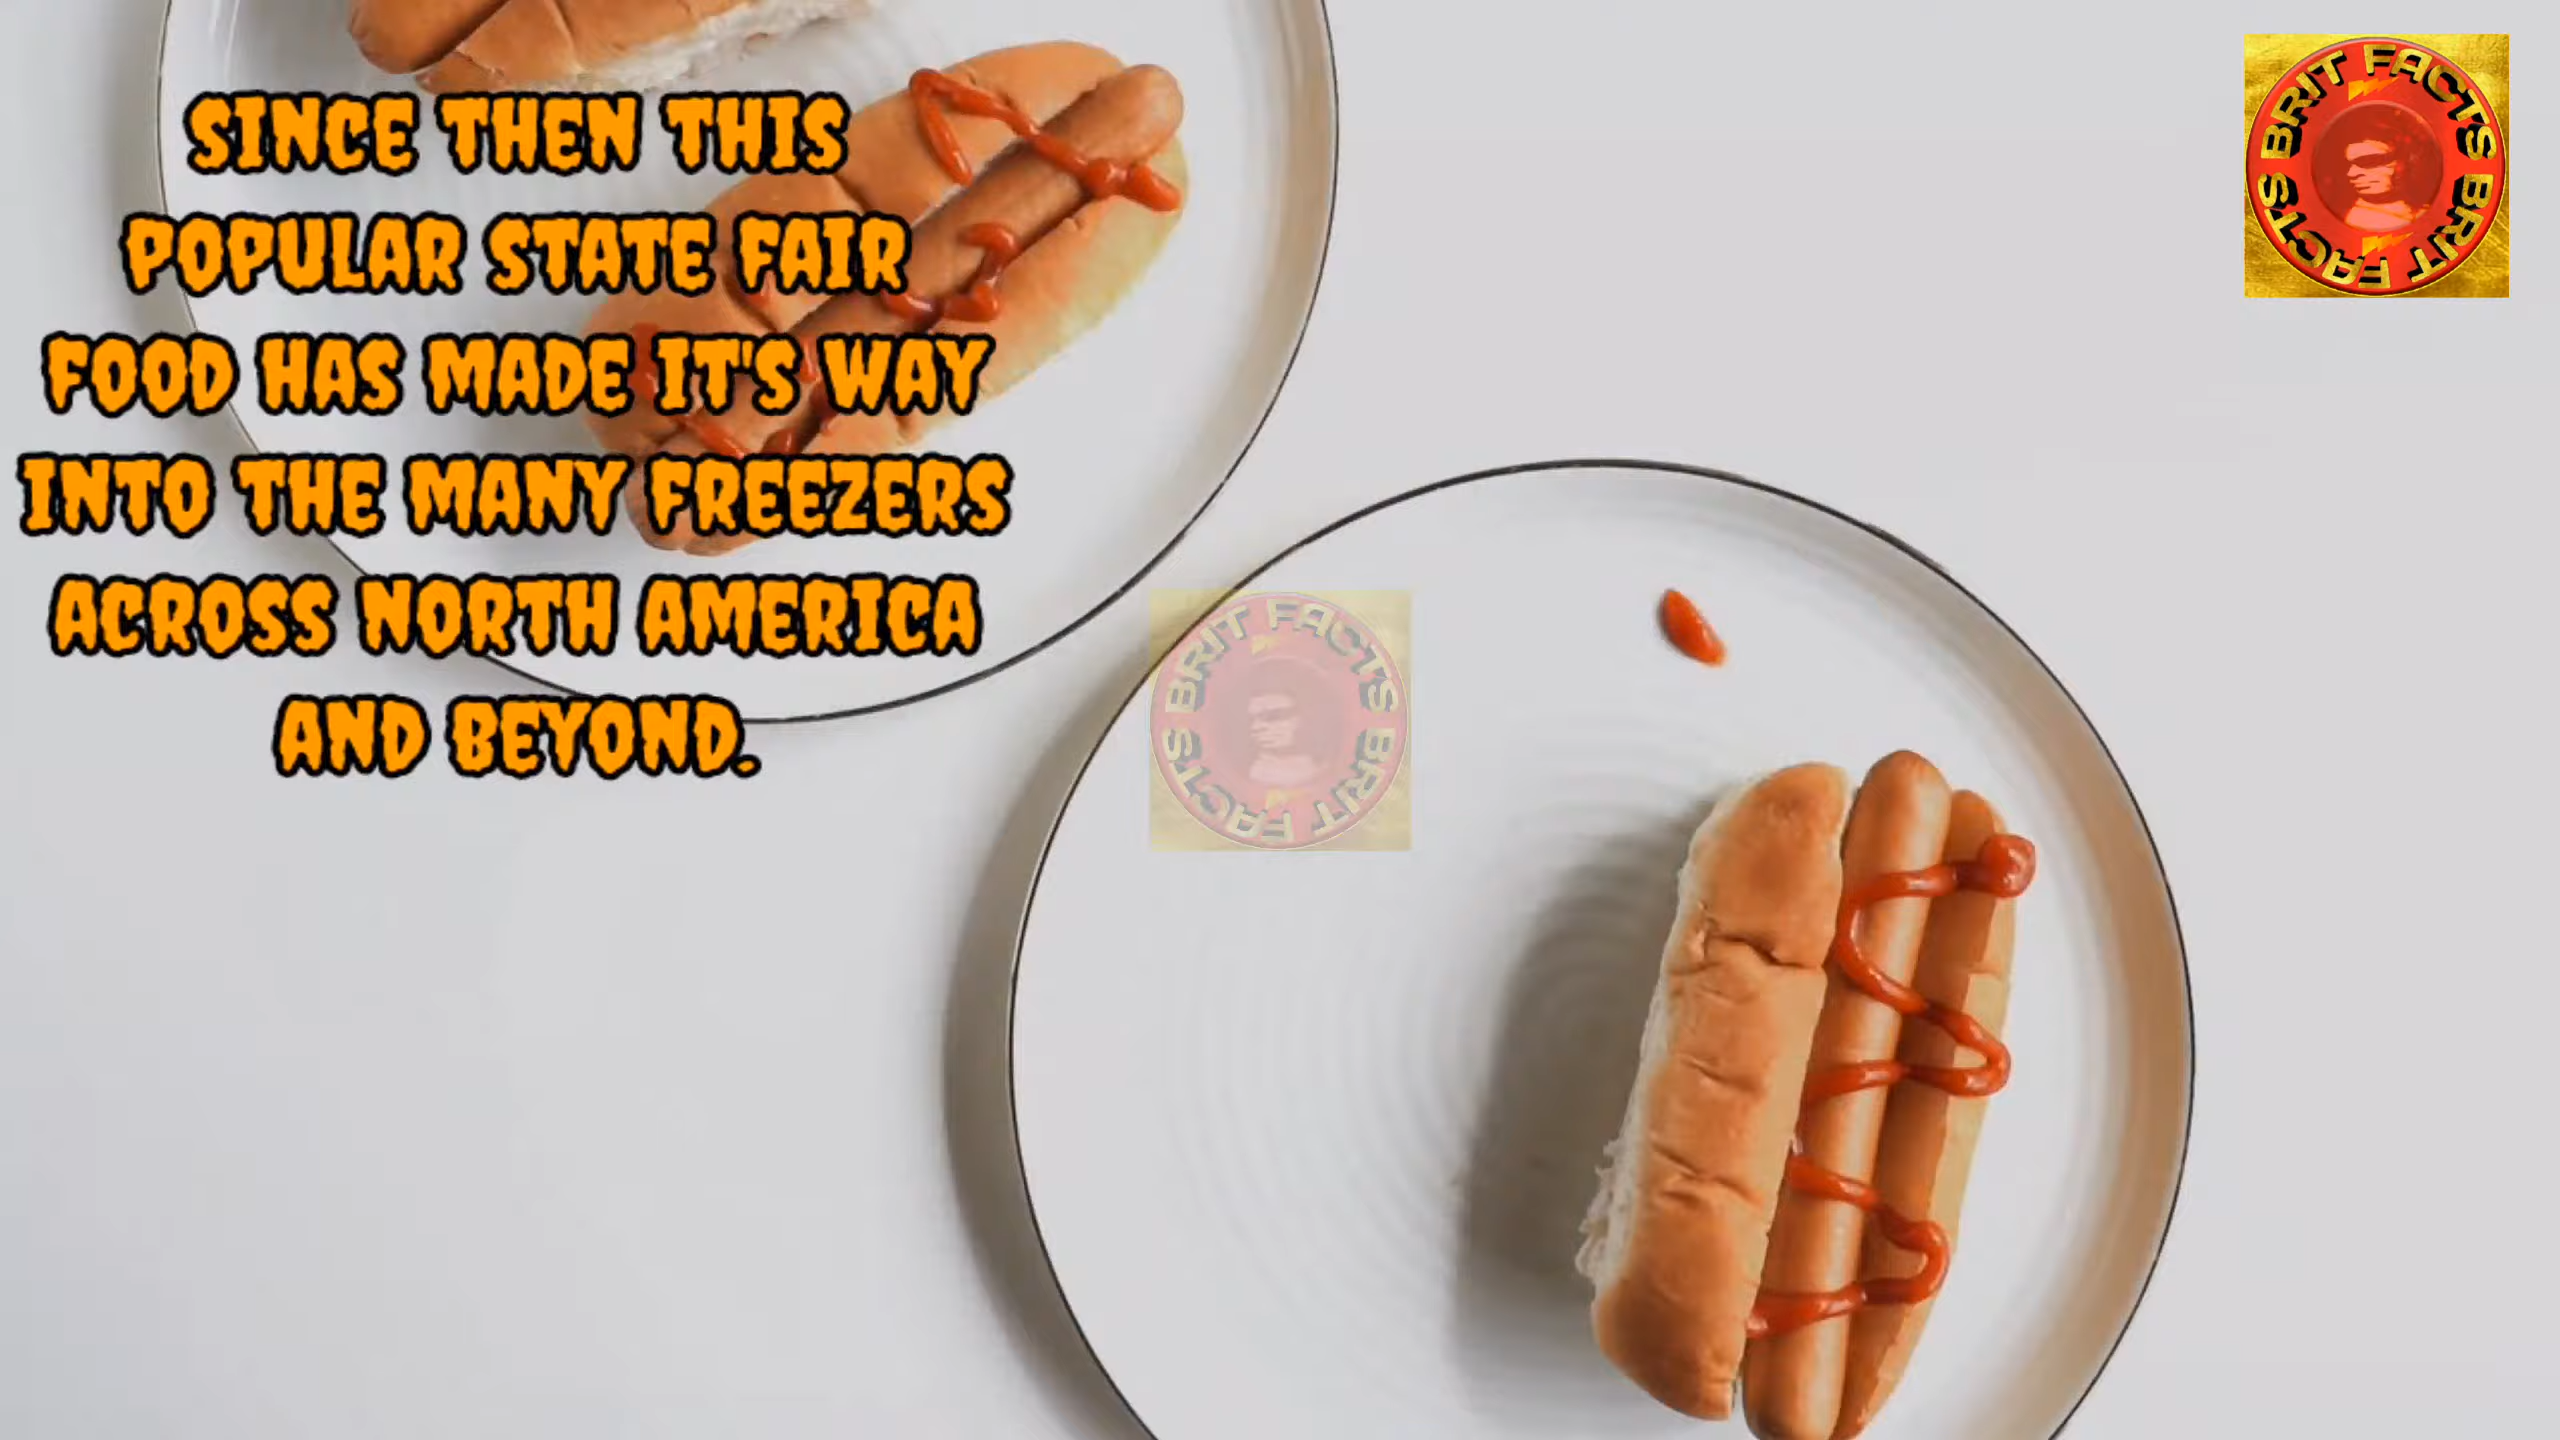 SINCE THEN THIS
POPULAR STATE FAIR
FOOD HAS MADE IT'S WAY
INTO THE MANY FREEZERS
ACROSS NORTH AMERICA
AND BEYOND.
BRIT FACTS BRIT FACTS
BRIT FACTS BRIT FACTS